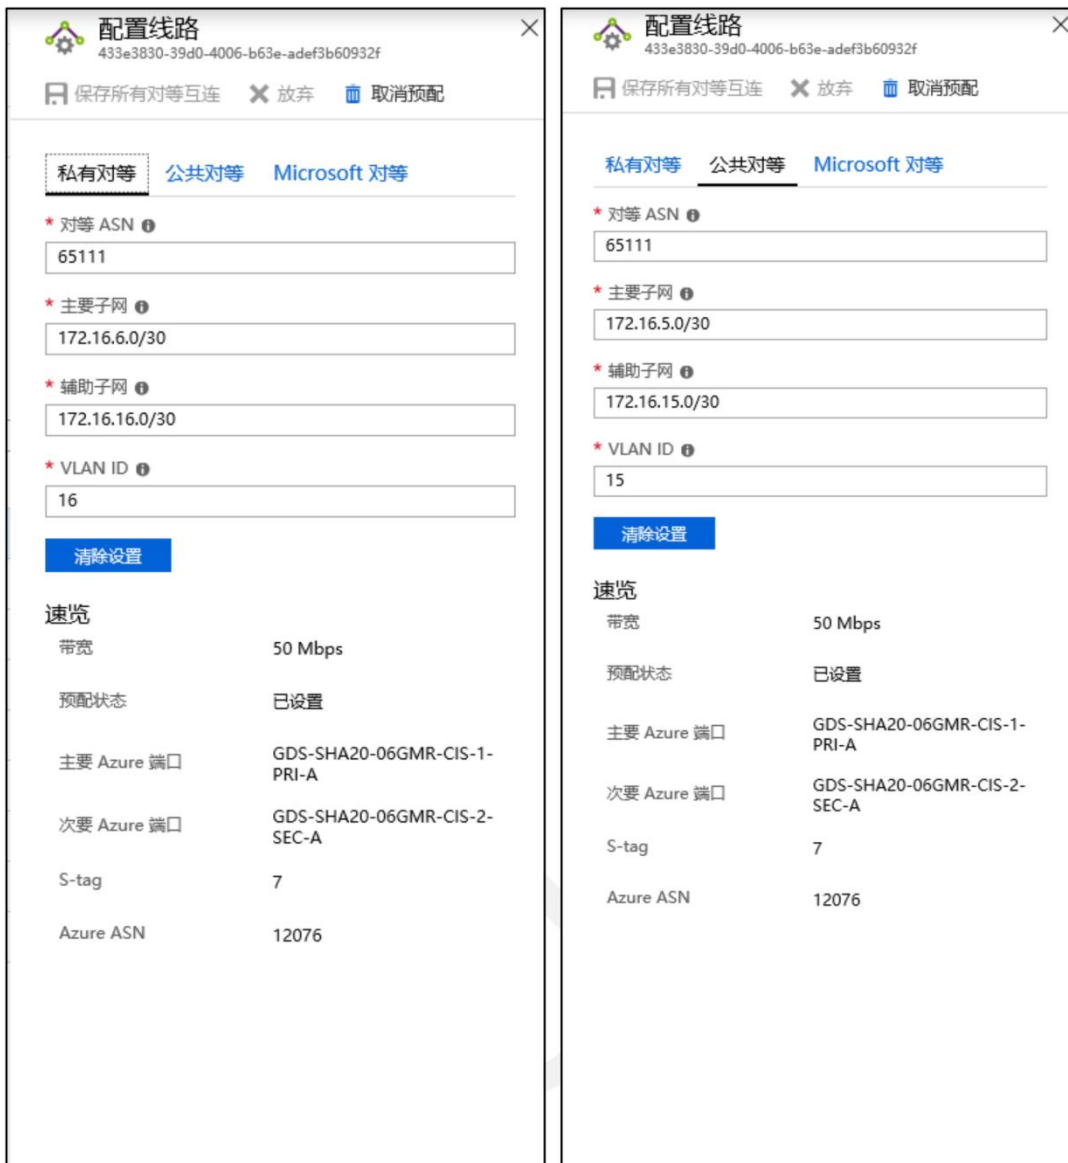 配置线路
433e3830-39d0-4006-b63e-adef3b60932f
保存所有对等互连 放弃 取消预配
私有对等 公共对等 Microsoft 对等
* 对等 ASN
65111
* 主要子网
172.16.6.0/30
* 辅助子网
172.16.16.0/30
* VLAN ID
16
清除设置
速览
带宽 50 Mbps
预配状态 已设置
主要 Azure 端口 GDS-SHA20-06GMR-CIS-1-
PRI-A
次要 Azure 端口 GDS-SHA20-06GMR-CIS-2-
SEC-A
S-tag 7
Azure ASN 12076
配置线路
433e3830-39d0-4006-b63e-adef3b60932f
保存所有对等互连 放弃 取消预配
私有对等 公共对等 Microsoft 对等
* 对等 ASN
65111
* 主要子网
172.16.5.0/30
* 辅助子网
172.16.15.0/30
* VLAN ID
15
清除设置
速览
带宽 50 Mbps
预配状态 已设置
主要 Azure 端口 GDS-SHA20-06GMR-CIS-1-
PRI-A
次要 Azure 端口 GDS-SHA20-06GMR-CIS-2-
SEC-A
S-tag 7
Azure ASN 12076